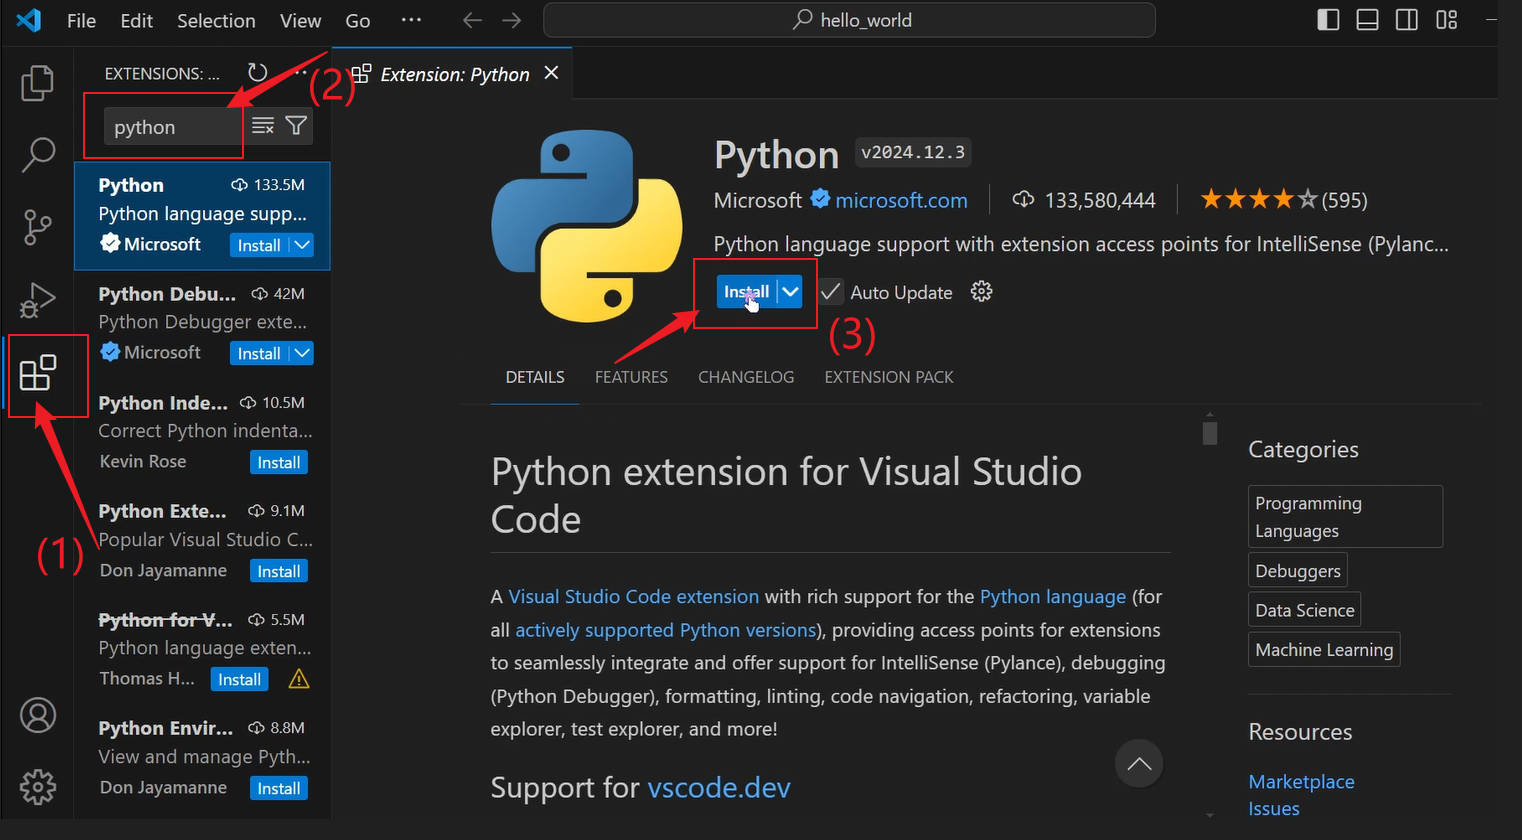 File Edit Selection View Go ··· hello_world
EXTENSIONS: ...
(2)
Extension: Python
python
Python 133.5M
Python language supp...
Microsoft Install
Python Debu... 42M
Python Debugger exte...
Microsoft Install
Python Inde... 10.5M
Correct Python indenta...
Kevin Rose Install
Python Exte... 9.1M
Popular Visual Studio C...
Don Jayamanne Install
(1)
Python for V... 5.5M
Python language exten...
Thomas H... Install
Python Envir... 8.8M
View and manage Pyth...
Don Jayamanne Install
Python v2024.12.3
Microsoft microsoft.com 133,580,444 (595)
Python language support with extension access points for IntelliSense (Pylanc...
Install Auto Update
(3)
DETAILS FEATURES CHANGELOG EXTENSION PACK
Python extension for Visual Studio
Code
A Visual Studio Code extension with rich support for the Python language (for
all actively supported Python versions), providing access points for extensions
to seamlessly integrate and offer support for IntelliSense (Pylance), debugging
(Python Debugger), formatting, linting, code navigation, refactoring, variable
explorer, test explorer, and more!
Support for vscode.dev
Categories
Programming
Languages
Debuggers
Data Science
Machine Learning
Resources
Marketplace
Issues